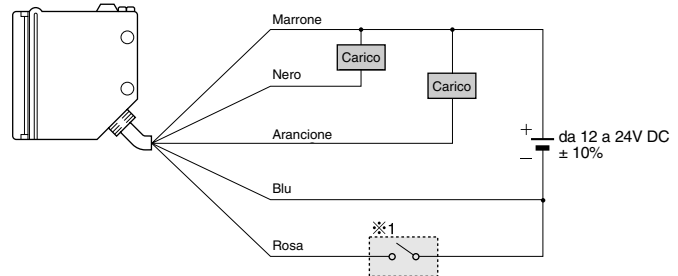 Marrone
Carico
Nero
Carico
Arancione
+
da 12 a 24V DC
−
± 10%
Blu
※1
Rosa